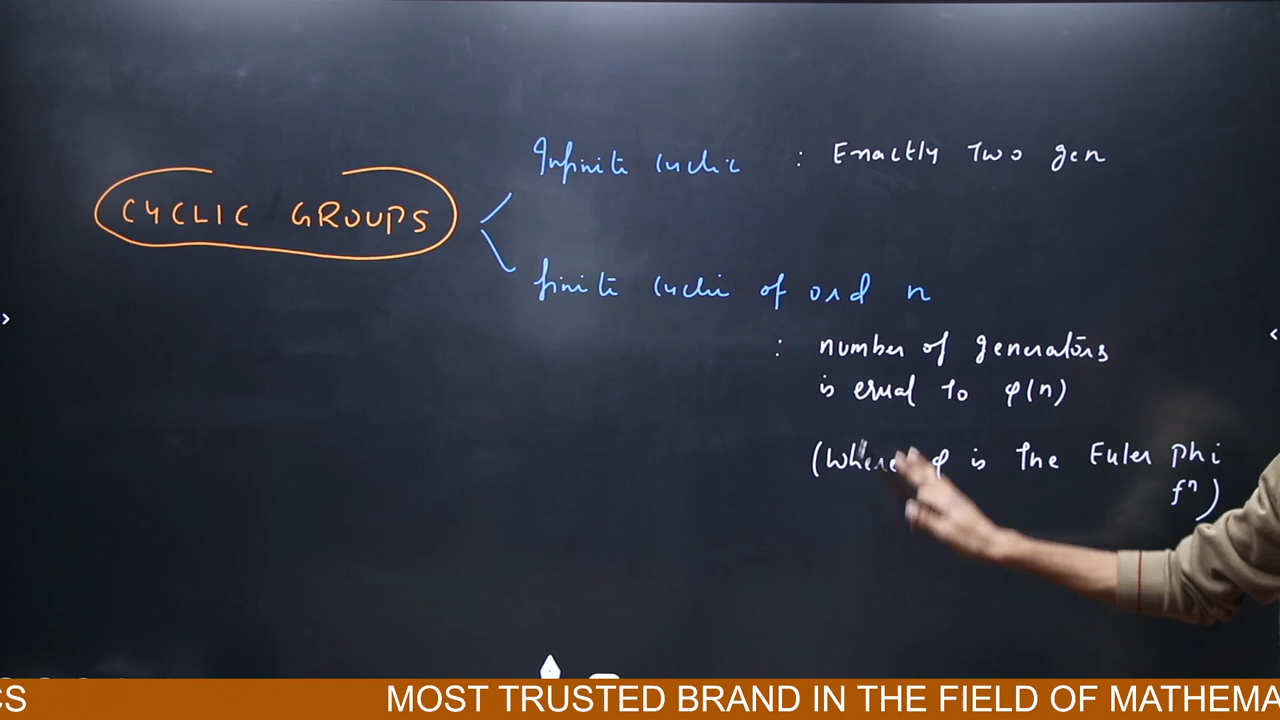 CYCLIC GROUPS
Infinite cyclic : Exactly Two gen
finite cyclic of ord n
: number of generators
is equal to φ(n)
(Where φ is The Euler Phi
fⁿ)
CS MOST TRUSTED BRAND IN THE FIELD OF MATHEMA